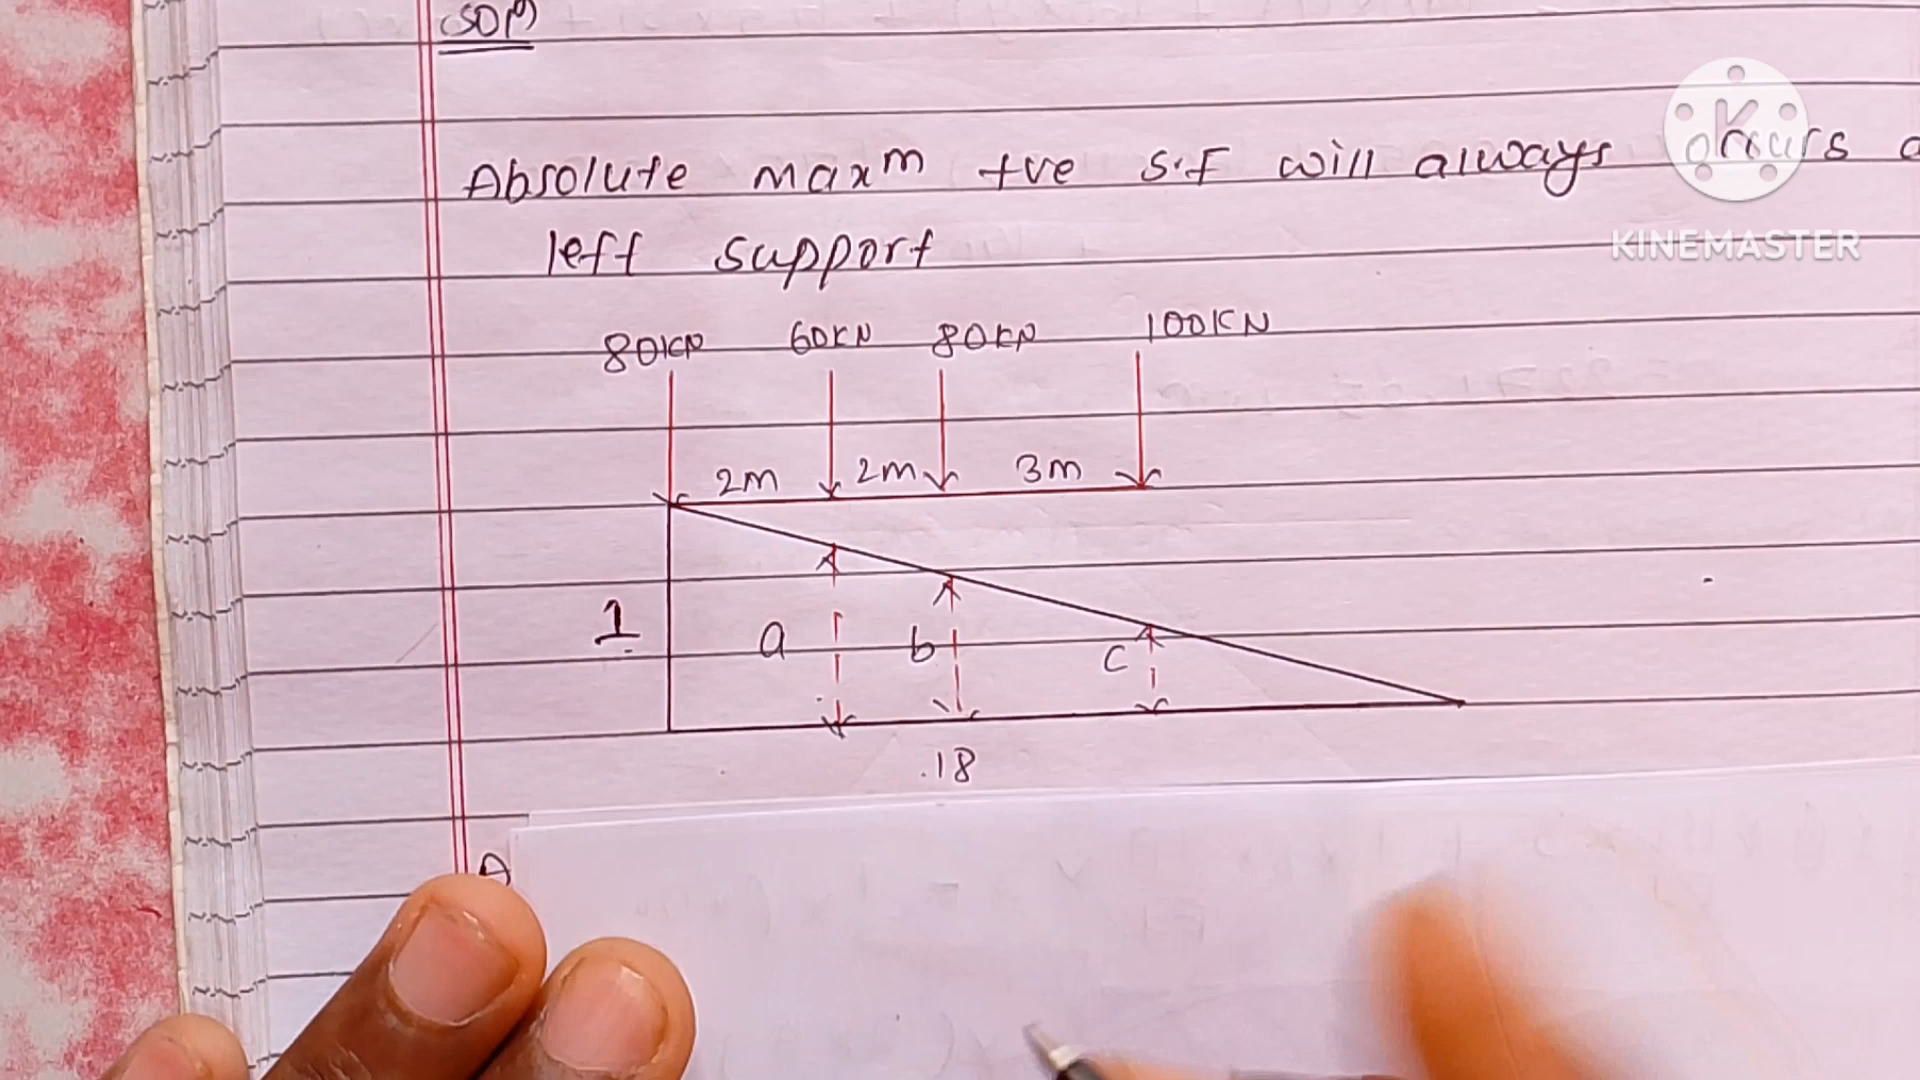 (SOln)
Absolute maxm +ve S.F will always occurs a
left support
80KN 60KN 80KN 100KN
2m 2m 3m
1 a b c
.18
A
KINEMASTER